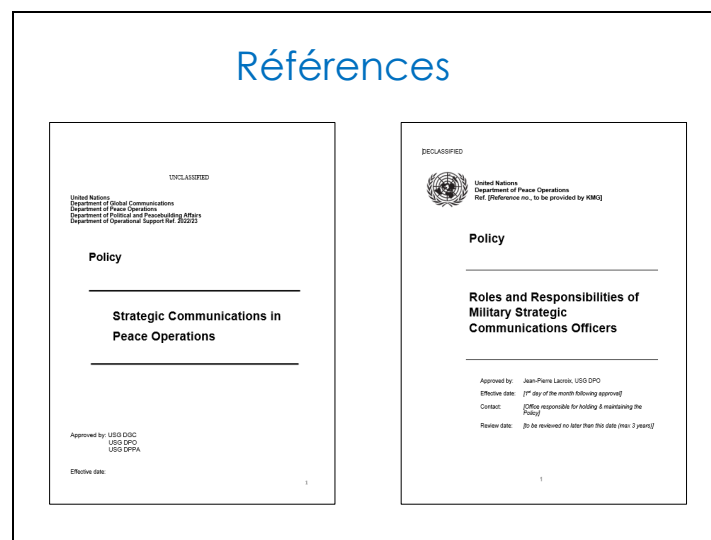 Références
UNCLASSIFIED
United Nations
Department of Global Communications
Department of Peace Operations
Department of Political and Peacebuilding Affairs
Department of Operational Support Ref. 2022/23
Policy
Strategic Communications in
Peace Operations
Approved by: USG DGC
USG DPO
USG DPPA
Effective date:
1
DECLASSIFIED
United Nations
Department of Peace Operations
Ref. [Reference no., to be provided by KMG]
Policy
Roles and Responsibilities of
Military Strategic
Communications Officers
Approved by: Jean-Pierre Lacroix, USG DPO
Effective date: [1st day of the month following approval]
Contact: [Office responsible for holding & maintaining the
Policy]
Review date: [to be reviewed no later than this date (max 3 years)]
1